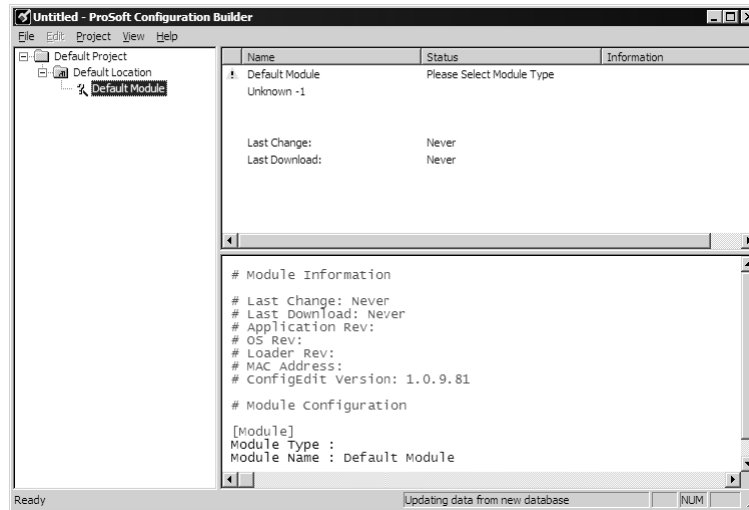 Untitled - ProSoft Configuration Builder
File Edit Project View Help
Default Project
Default Location
Default Module
Name Status Information
Default Module Please Select Module Type
Unknown -1
Last Change: Never
Last Download: Never
# Module Information
# Last Change: Never
# Last Download: Never
# Application Rev:
# OS Rev:
# Loader Rev:
# MAC Address:
# ConfigEdit Version: 1.0.9.81
# Module Configuration
[Module]
Module Type :
Module Name : Default Module
Ready Updating data from new database NUM